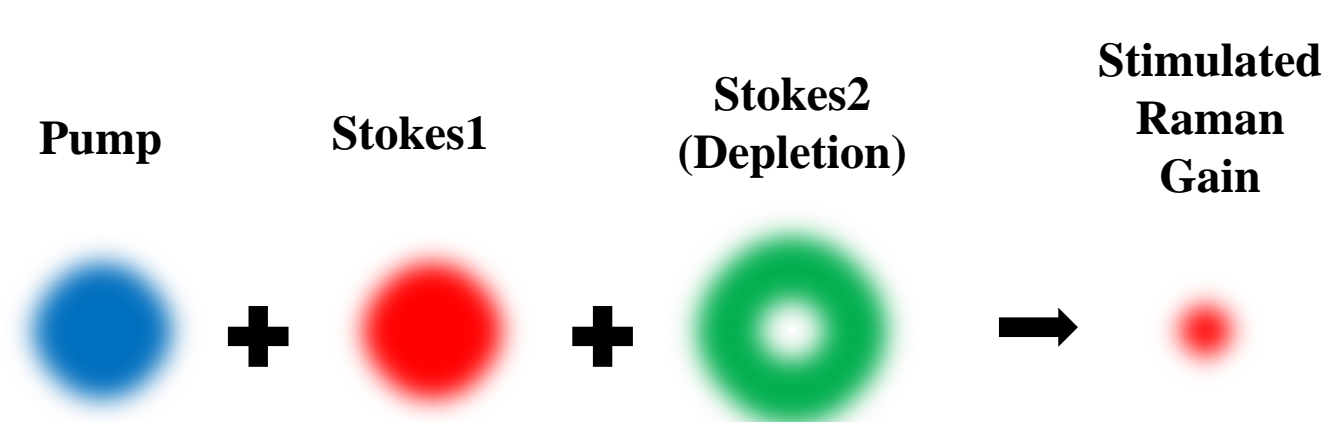 Pump
Stokes1
Stokes2
(Depletion)
Stimulated
Raman
Gain